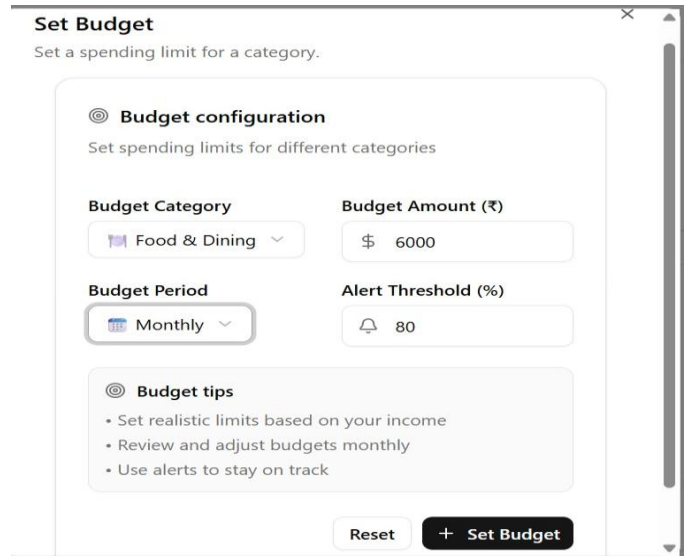 Set Budget
Set a spending limit for a category.
Budget configuration
Set spending limits for different categories
Budget Category
Budget Amount (₹)
Food & Dining
$ 6000
Budget Period
Alert Threshold (%)
Monthly
80
Budget tips
• Set realistic limits based on your income
• Review and adjust budgets monthly
• Use alerts to stay on track
Reset
+ Set Budget